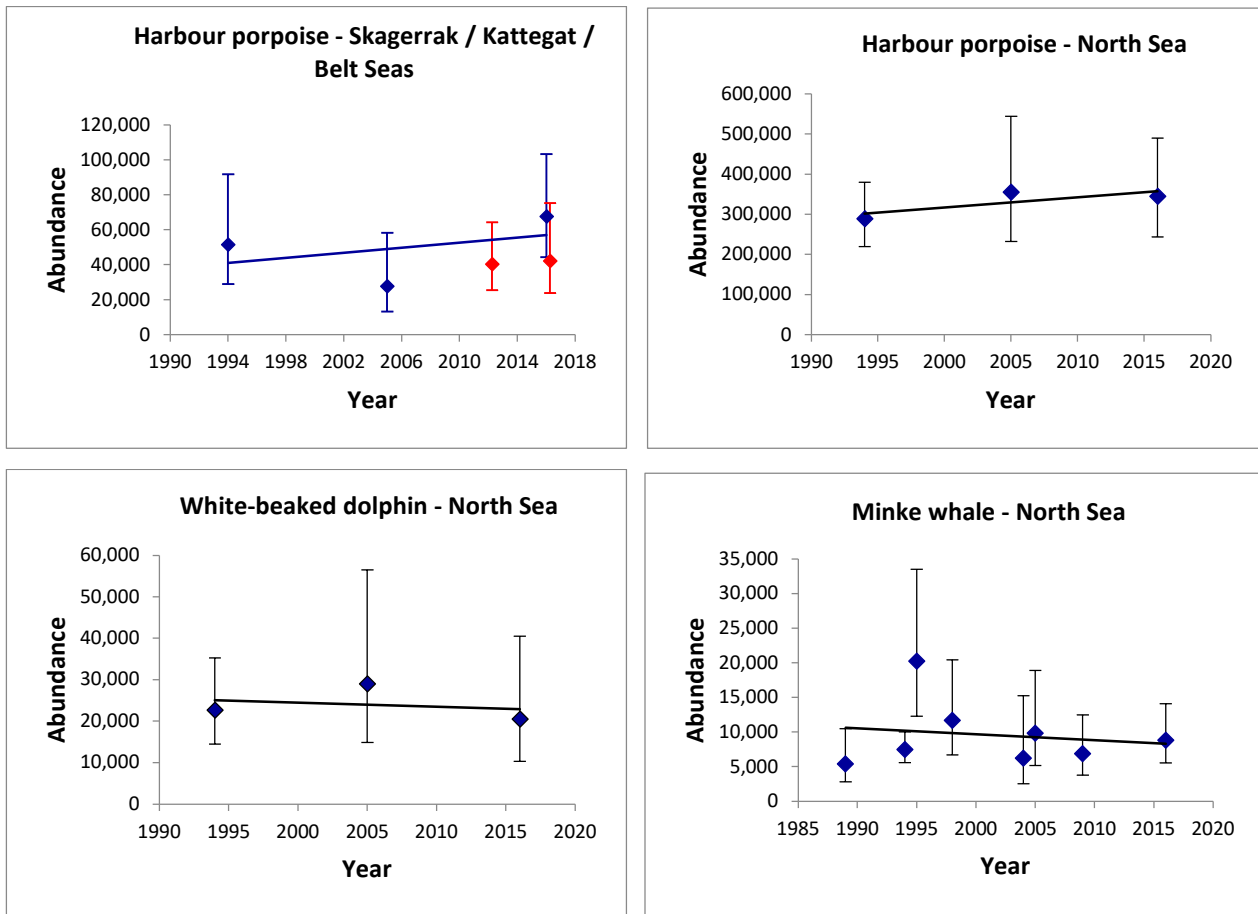 Harbour porpoise - Skagerrak / Kattegat /
Belt Seas
120,000
100,000
80,000
60,000
40,000
20,000
0
Abundance
1990 1994 1998 2002 2006 2010 2014 2018
Year
Harbour porpoise - North Sea
600,000
500,000
400,000
300,000
200,000
100,000
0
Abundance
1990 1995 2000 2005 2010 2015 2020
Year
White-beaked dolphin - North Sea
60,000
50,000
40,000
30,000
20,000
10,000
0
Abundance
1990 1995 2000 2005 2010 2015 2020
Year
Minke whale - North Sea
35,000
30,000
25,000
20,000
15,000
10,000
5,000
0
Abundance
1985 1990 1995 2000 2005 2010 2015 2020
Year